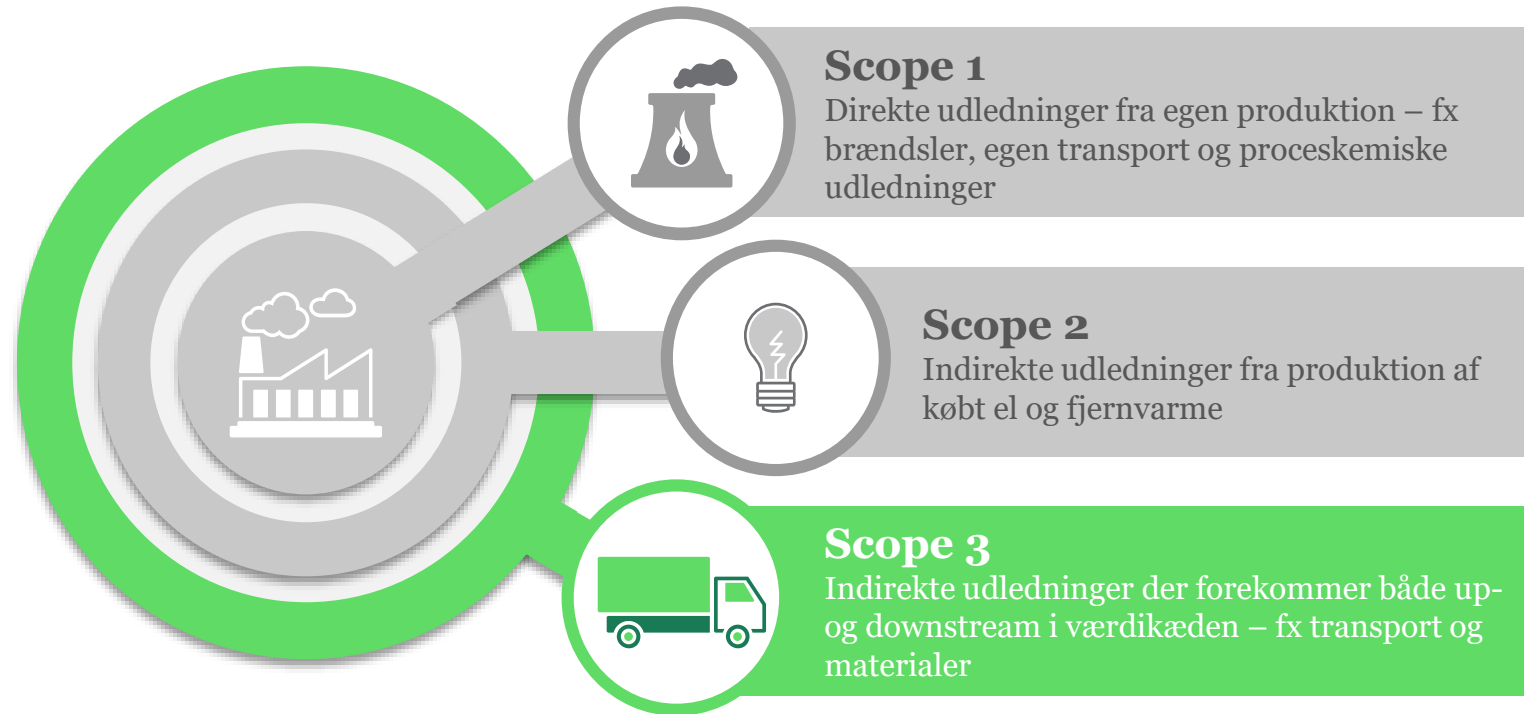 Scope 1
Direkte udledninger fra egen produktion – fx
brændsler, egen transport og proceskemiske
udledninger
Scope 2
Indirekte udledninger fra produktion af
købt el og fjernvarme
Scope 3
Indirekte udledninger der forekommer både up-
og downstream i værdikæden – fx transport og
materialer